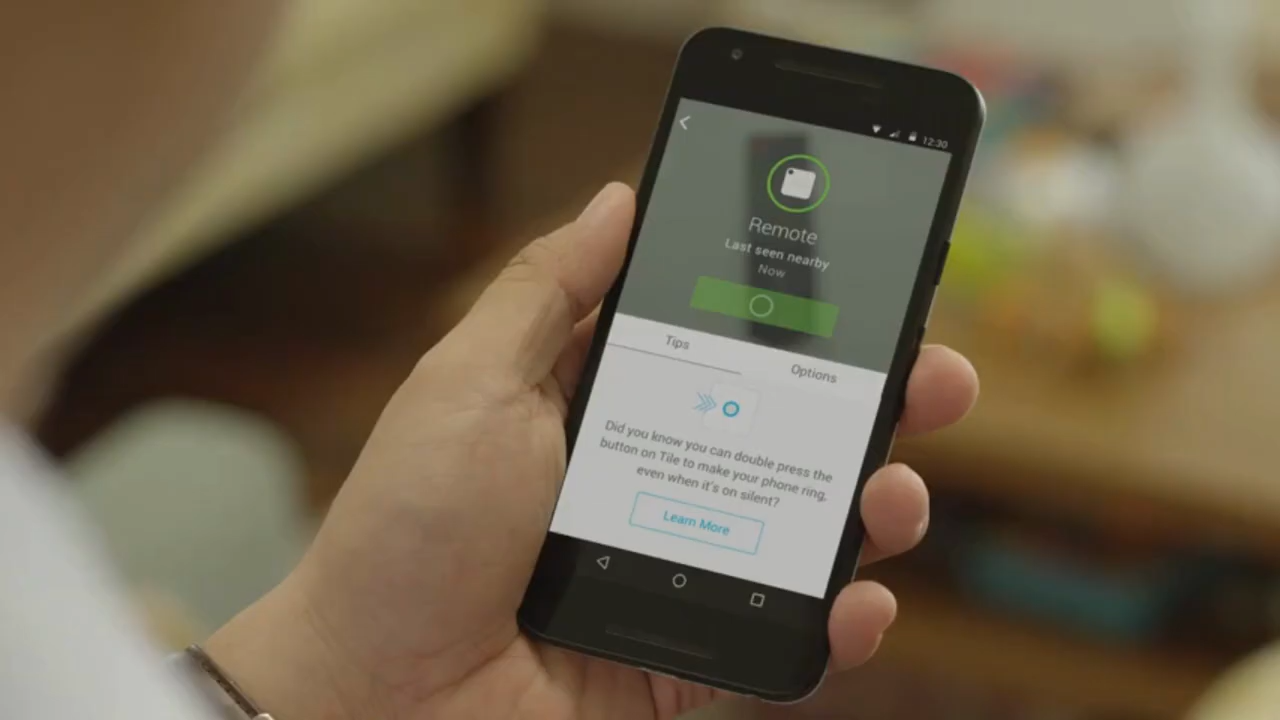 12:30
Remote
Last seen nearby
Now
Tips
Options
Did you know you can double press the
button on Tile to make your phone ring,
even when it's on silent?
Learn More